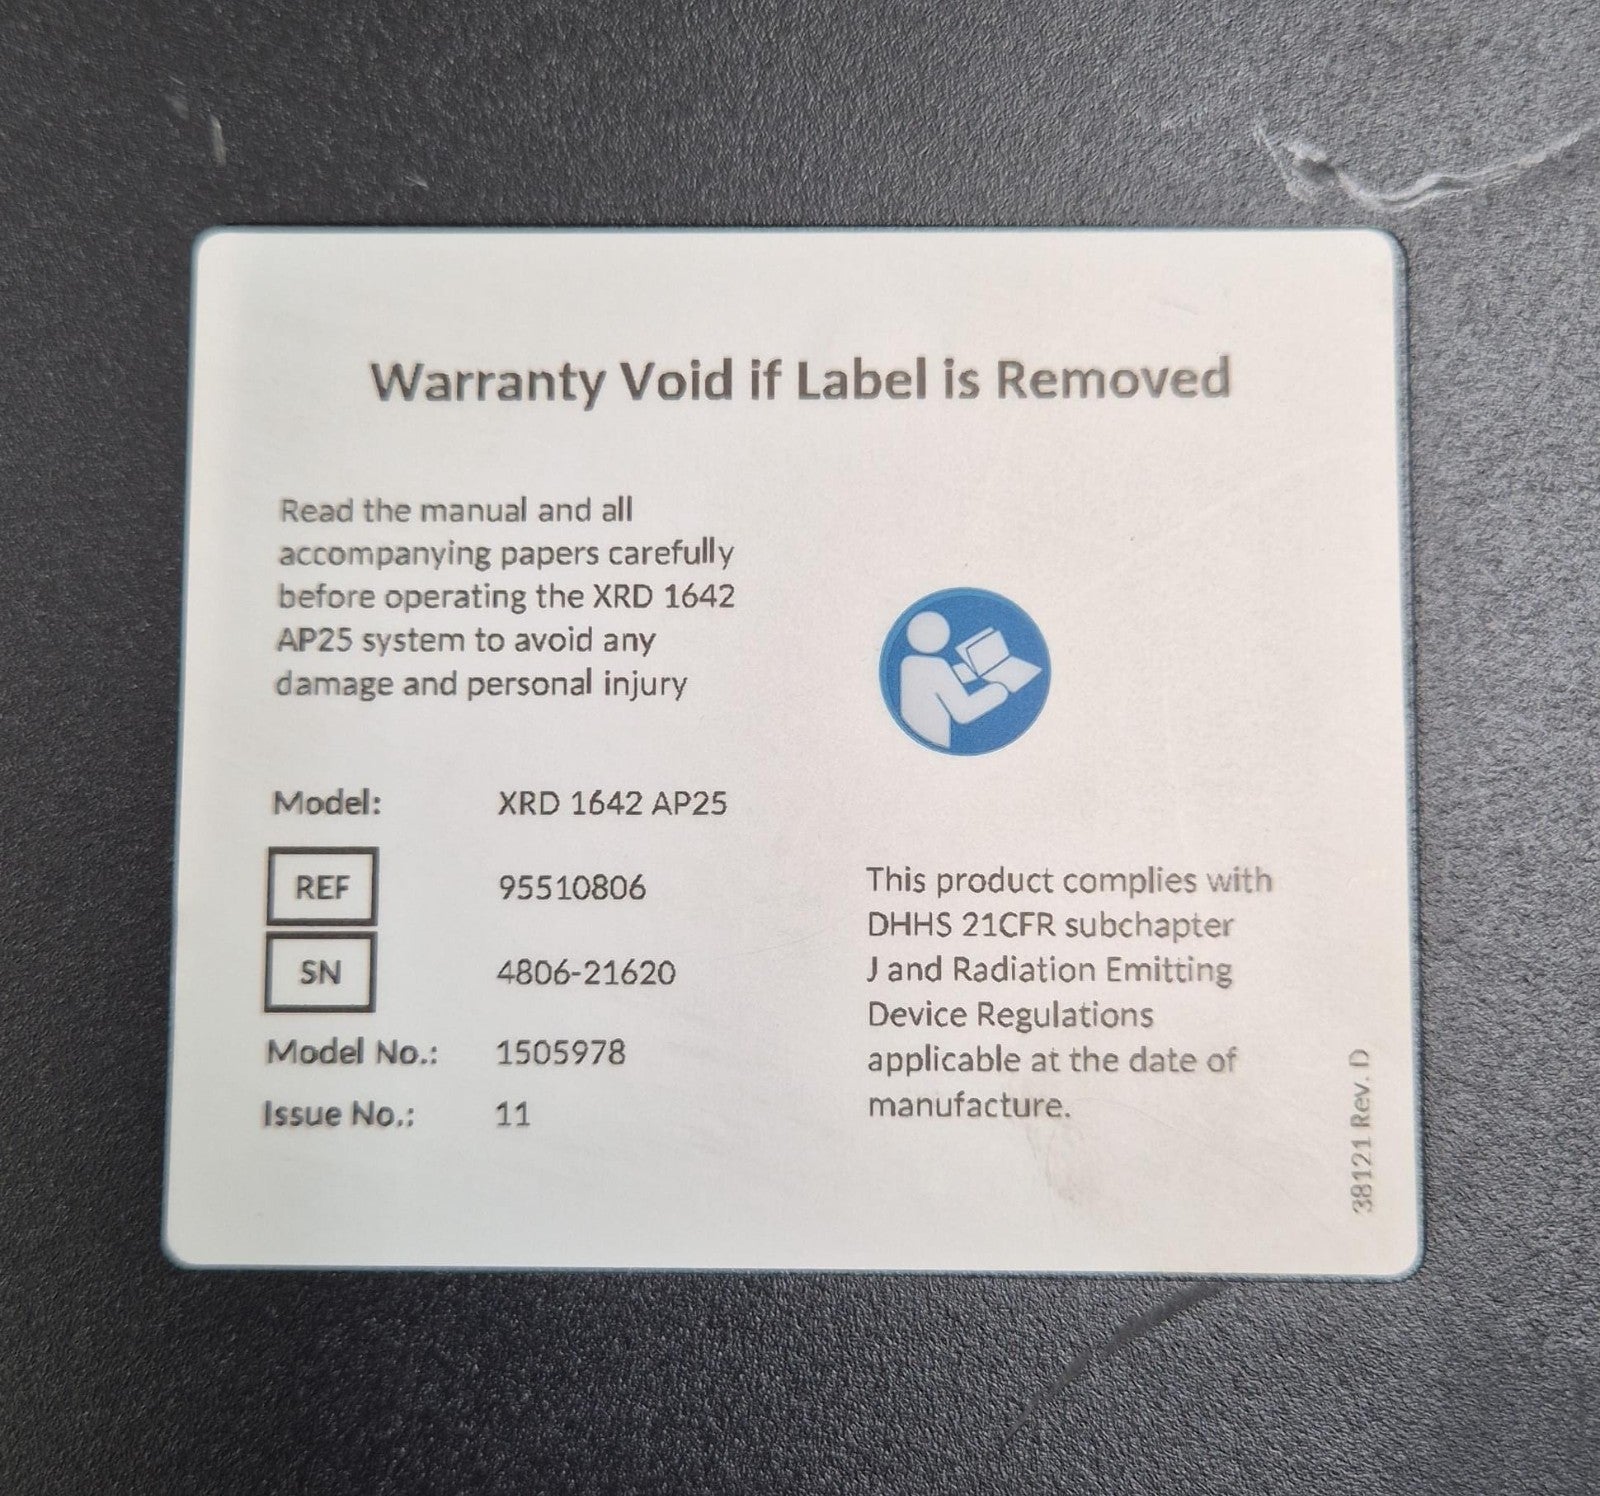 Warranty Void if Label is Removed
Read the manual and all
accompanying papers carefully
before operating the XRD 1642
AP25 system to avoid any
damage and personal injury
Model: XRD 1642 AP25
REF 95510806
SN 4806-21620
Model No.: 1505978
Issue No.: 11
This product complies with
DHHS 21CFR subchapter
J and Radiation Emitting
Device Regulations
applicable at the date of
manufacture.
38121 Rev. D